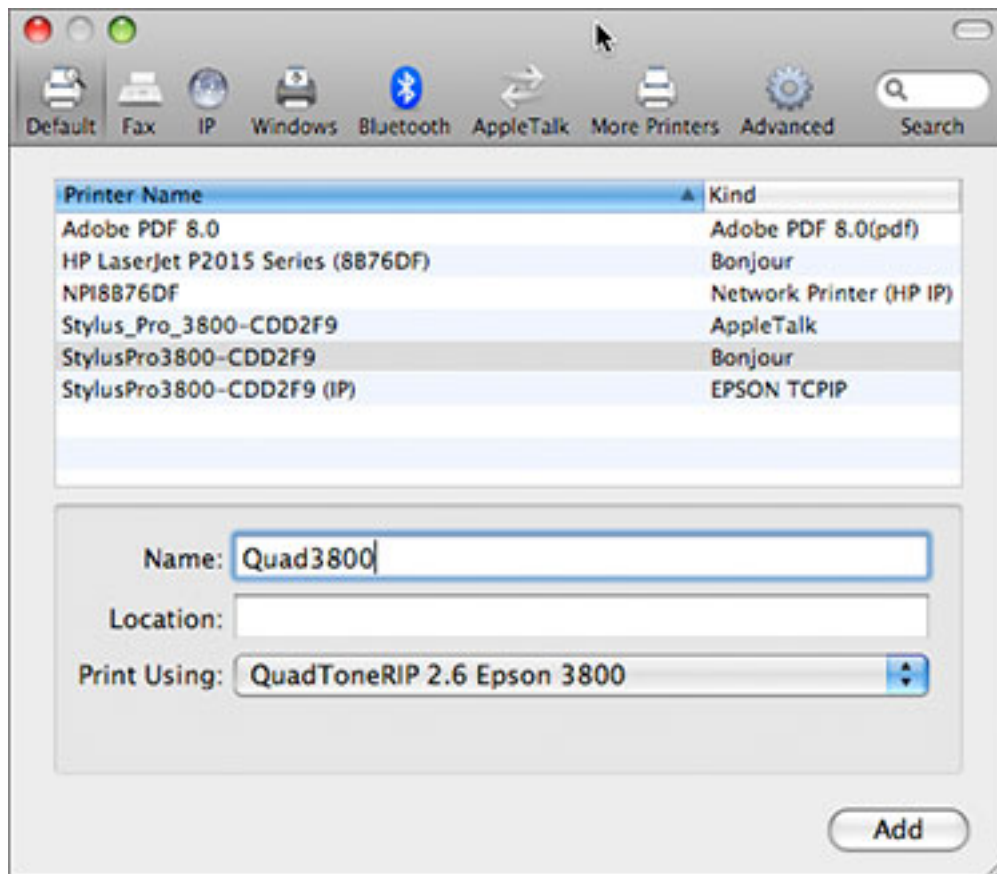 Default Fax IP Windows Bluetooth AppleTalk More Printers Advanced Search
Printer Name Kind
Adobe PDF 8.0 Adobe PDF 8.0(pdf)
HP LaserJet P2015 Series (8B76DF) Bonjour
NPI8B76DF Network Printer (HP IP)
Stylus_Pro_3800-CDD2F9 AppleTalk
StylusPro3800-CDD2F9 Bonjour
StylusPro3800-CDD2F9 (IP) EPSON TCPIP
Name: Quad3800
Location:
Print Using: QuadToneRIP 2.6 Epson 3800
Add